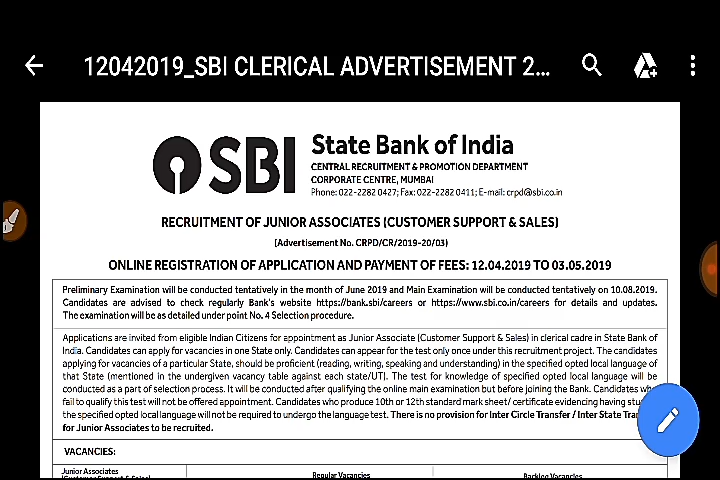 12042019_SBI CLERICAL ADVERTISEMENT 2...
SBI
State Bank of India
CENTRAL RECRUITMENT & PROMOTION DEPARTMENT
CORPORATE CENTRE, MUMBAI
Phone: 022-2282 0427; Fax: 022-2282 0411; E-mail: crpd@sbi.co.in
RECRUITMENT OF JUNIOR ASSOCIATES (CUSTOMER SUPPORT & SALES)
(Advertisement No. CRPD/CR/2019-20/03)
ONLINE REGISTRATION OF APPLICATION AND PAYMENT OF FEES: 12.04.2019 TO 03.05.2019
Preliminary Examination will be conducted tentatively in the month of June 2019 and Main Examination will be conducted tentatively on 10.08.2019.
Candidates are advised to check regularly Bank's website https://bank.sbi/careers or https://www.sbi.co.in/careers for details and updates.
The examination will be as detailed under point No. 4 Selection procedure.
Applications are invited from eligible Indian Citizens for appointment as Junior Associate (Customer Support & Sales) in clerical cadre in State Bank of
India. Candidates can apply for vacancies in one State only. Candidates can appear for the test only once under this recruitment project. The candidates
applying for vacancies of a particular State, should be proficient (reading, writing, speaking and understanding) in the specified opted local language of
that State (mentioned in the undergiven vacancy table against each state/UT). The test for knowledge of specified opted local language will be
conducted as a part of selection process. It will be conducted after qualifying the online main examination but before joining the Bank. Candidates
fail to qualify this test will not be offered appointment. Candidates who produce 10th or 12th standard mark sheet/ certificate evidencing having
the specified opted local language will not be required to undergo the language test. There is no provision for Inter Circle Transfer / Inter State
for Junior Associates to be recruited.
VACANCIES:
Junior Associates
(Customer Support & Sales)
Regular Vacancies
Backlog Vacancies